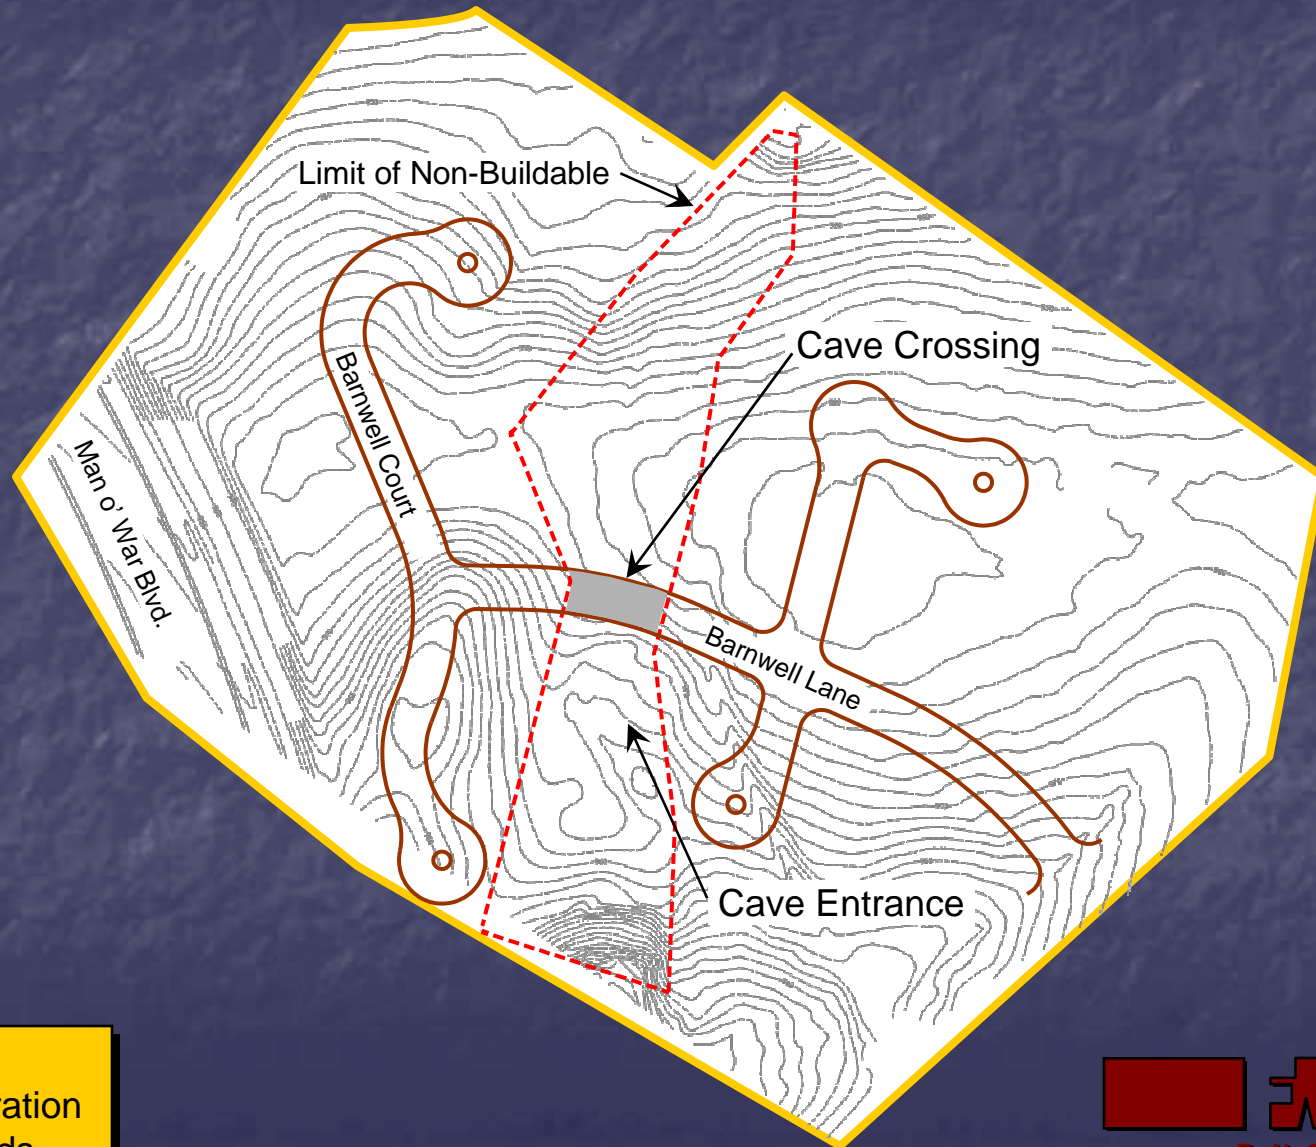 Limit of Non-Buildable
Cave Crossing
Barnwell Court
Man o’ War Blvd.
Barnwell Lane
Cave Entrance